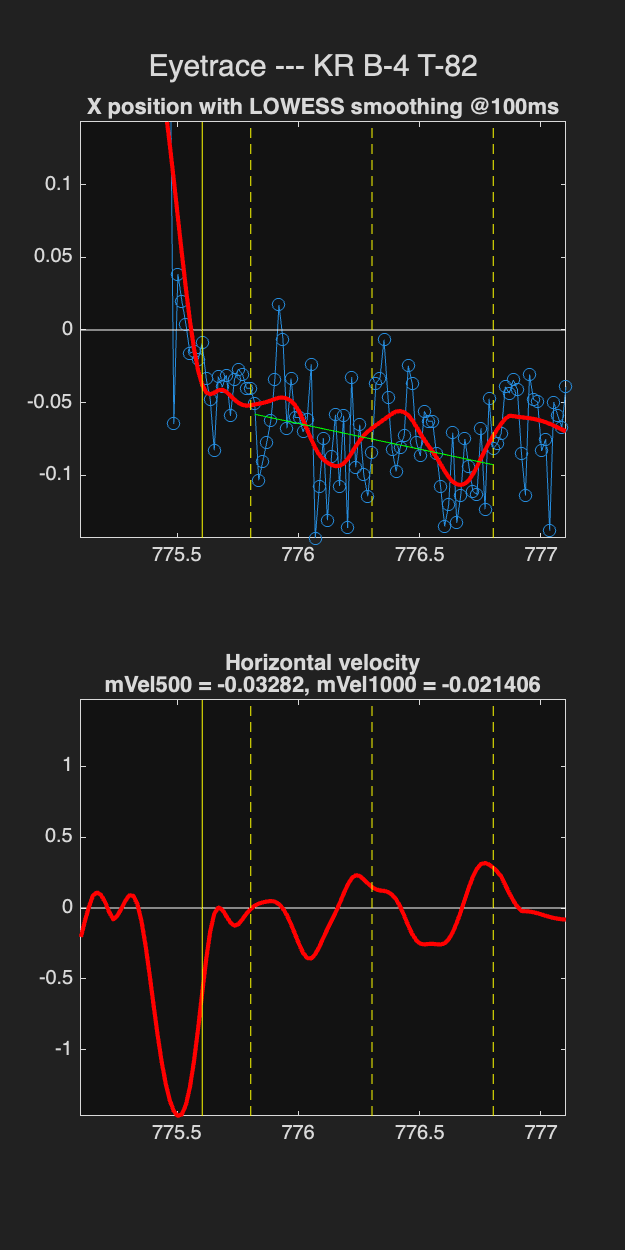 Eyetrace --- KR B-4 T-82
X position with LOWESS smoothing @100ms
0.1
0.05
0
-0.05
-0.1
775.5 776 776.5 777
Horizontal velocity
mVel500 = -0.03282, mVel1000 = -0.021406
1
0.5
0
-0.5
-1
775.5 776 776.5 777